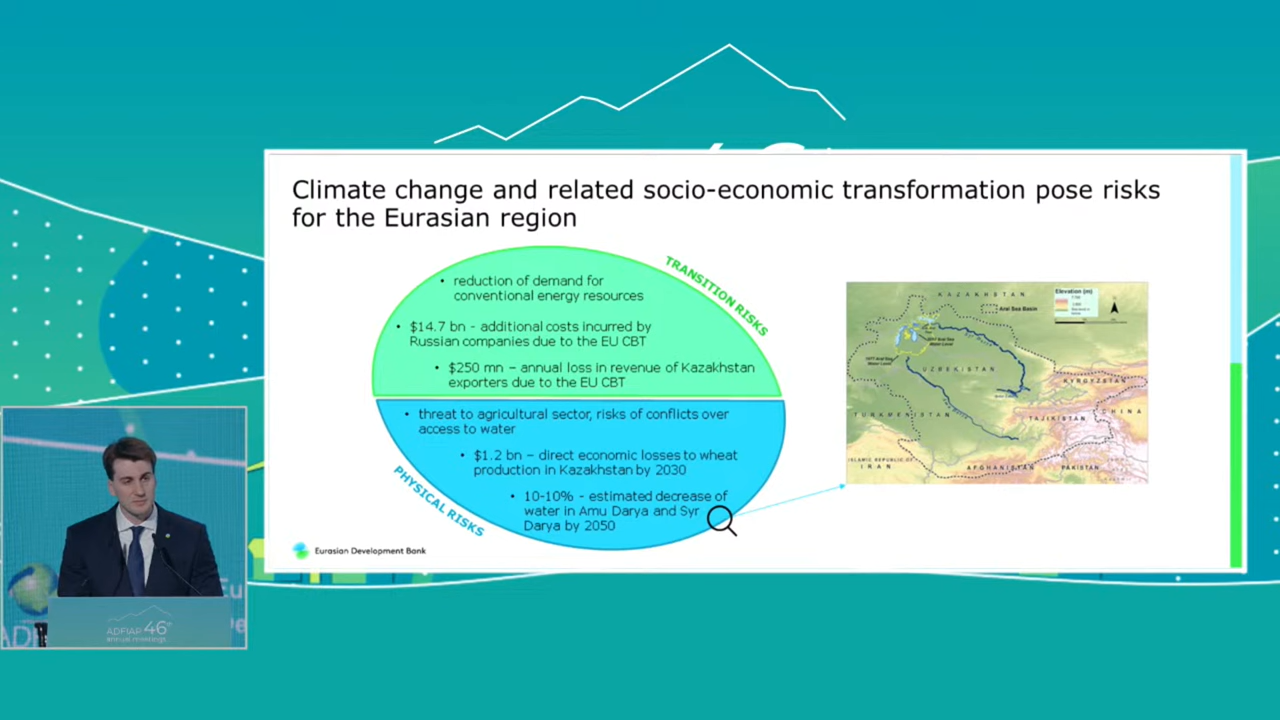 Climate change and related socio-economic transformation pose risks
for the Eurasian region
TRANSITION RISKS
• reduction of demand for
conventional energy resources
• $14.7 bn - additional costs incurred by
Russian companies due to the EU CBT
• $250 mn – annual loss in revenue of Kazakhstan
exporters due to the EU CBT
• threat to agricultural sector, risks of conflicts over
access to water
• $1.2 bn – direct economic losses to wheat
production in Kazakhstan by 2030
• 10-10% - estimated decrease of
water in Amu Darya and Syr
Darya by 2050
PHYSICAL RISKS
Eurasian Development Bank
KAZAKHSTAN
Elevation (m)
Aral Sea Basin
UZBEKISTAN
KYRGYZSTAN
TURKMENISTAN
TAJIKISTAN
CHINA
ISLAMIC REPUBLIC OF
IRAN
AFGHANISTAN
PAKISTAN
ADFIAP 46
annual meetings